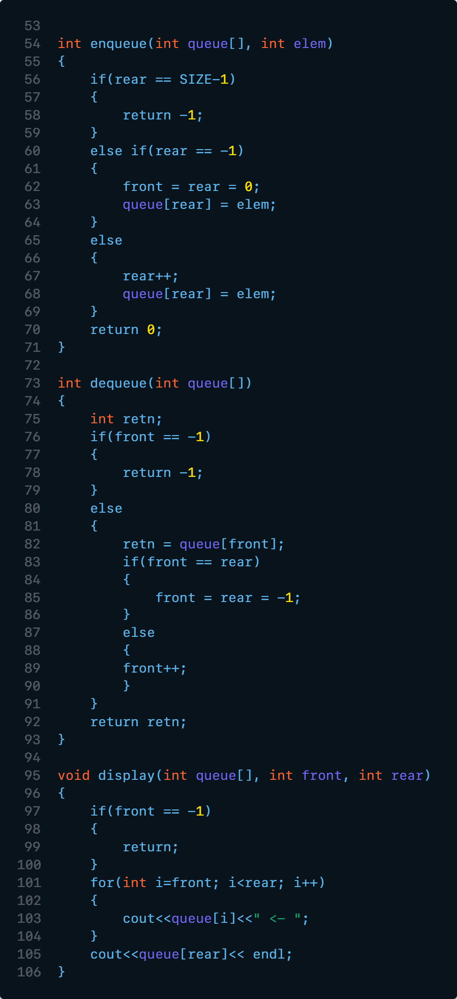 53
54 int enqueue(int queue[], int elem)
55 {
56     if(rear == SIZE-1)
57     {
58         return -1;
59     }
60     else if(rear == -1)
61     {
62         front = rear = 0;
63         queue[rear] = elem;
64     }
65     else
66     {
67         rear++;
68         queue[rear] = elem;
69     }
70     return 0;
71 }
72
73 int dequeue(int queue[])
74 {
75     int retn;
76     if(front == -1)
77     {
78         return -1;
79     }
80     else
81     {
82         retn = queue[front];
83         if(front == rear)
84         {
85             front = rear = -1;
86         }
87         else
88         {
89         front++;
90         }
91     }
92     return retn;
93 }
94
95 void display(int queue[], int front, int rear)
96 {
97     if(front == -1)
98     {
99         return;
100     }
101     for(int i=front; i<rear; i++)
102     {
103         cout<<queue[i]<<" <- ";
104     }
105     cout<<queue[rear]<< endl;
106 }